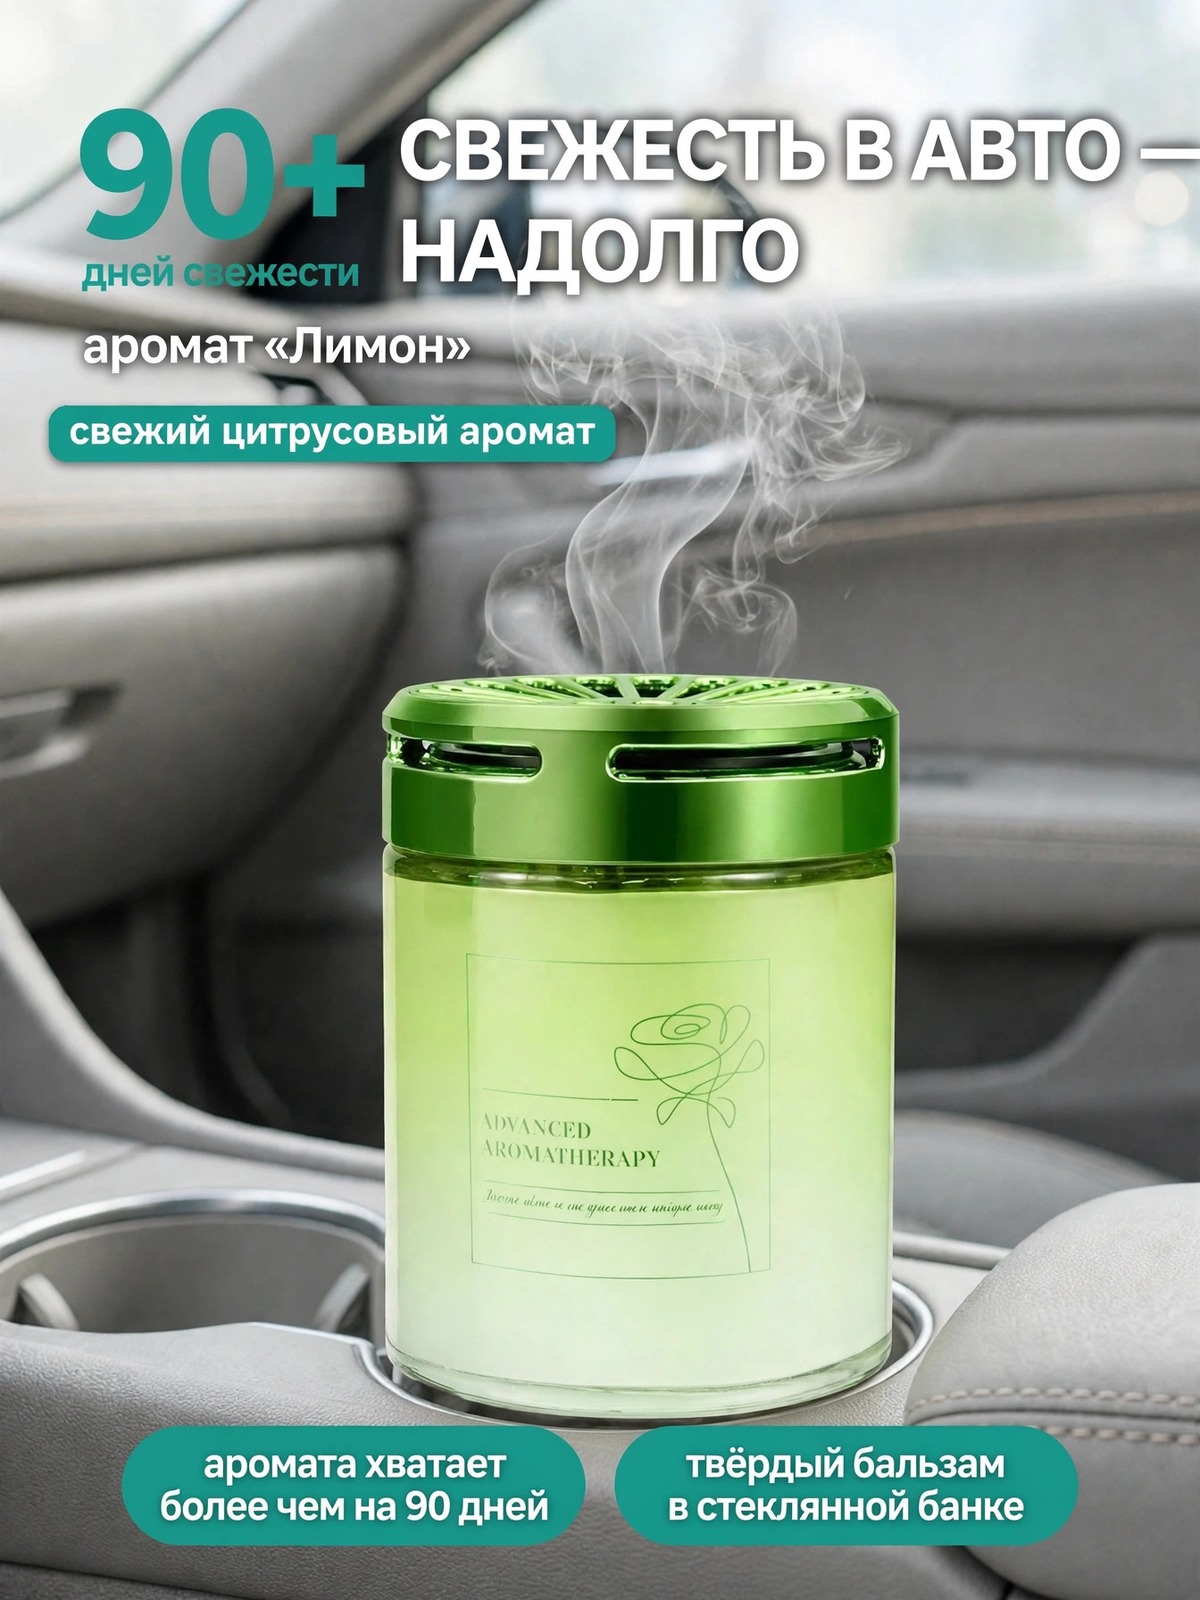 90+
дней свежести
СВЕЖЕСТЬ В АВТО —
НАДОЛГО
аромат «Лимон»
свежий цитрусовый аромат
ADVANCED
AROMATHERAPY
аромата хватает
более чем на 90 дней
твёрдый бальзам
в стеклянной банке